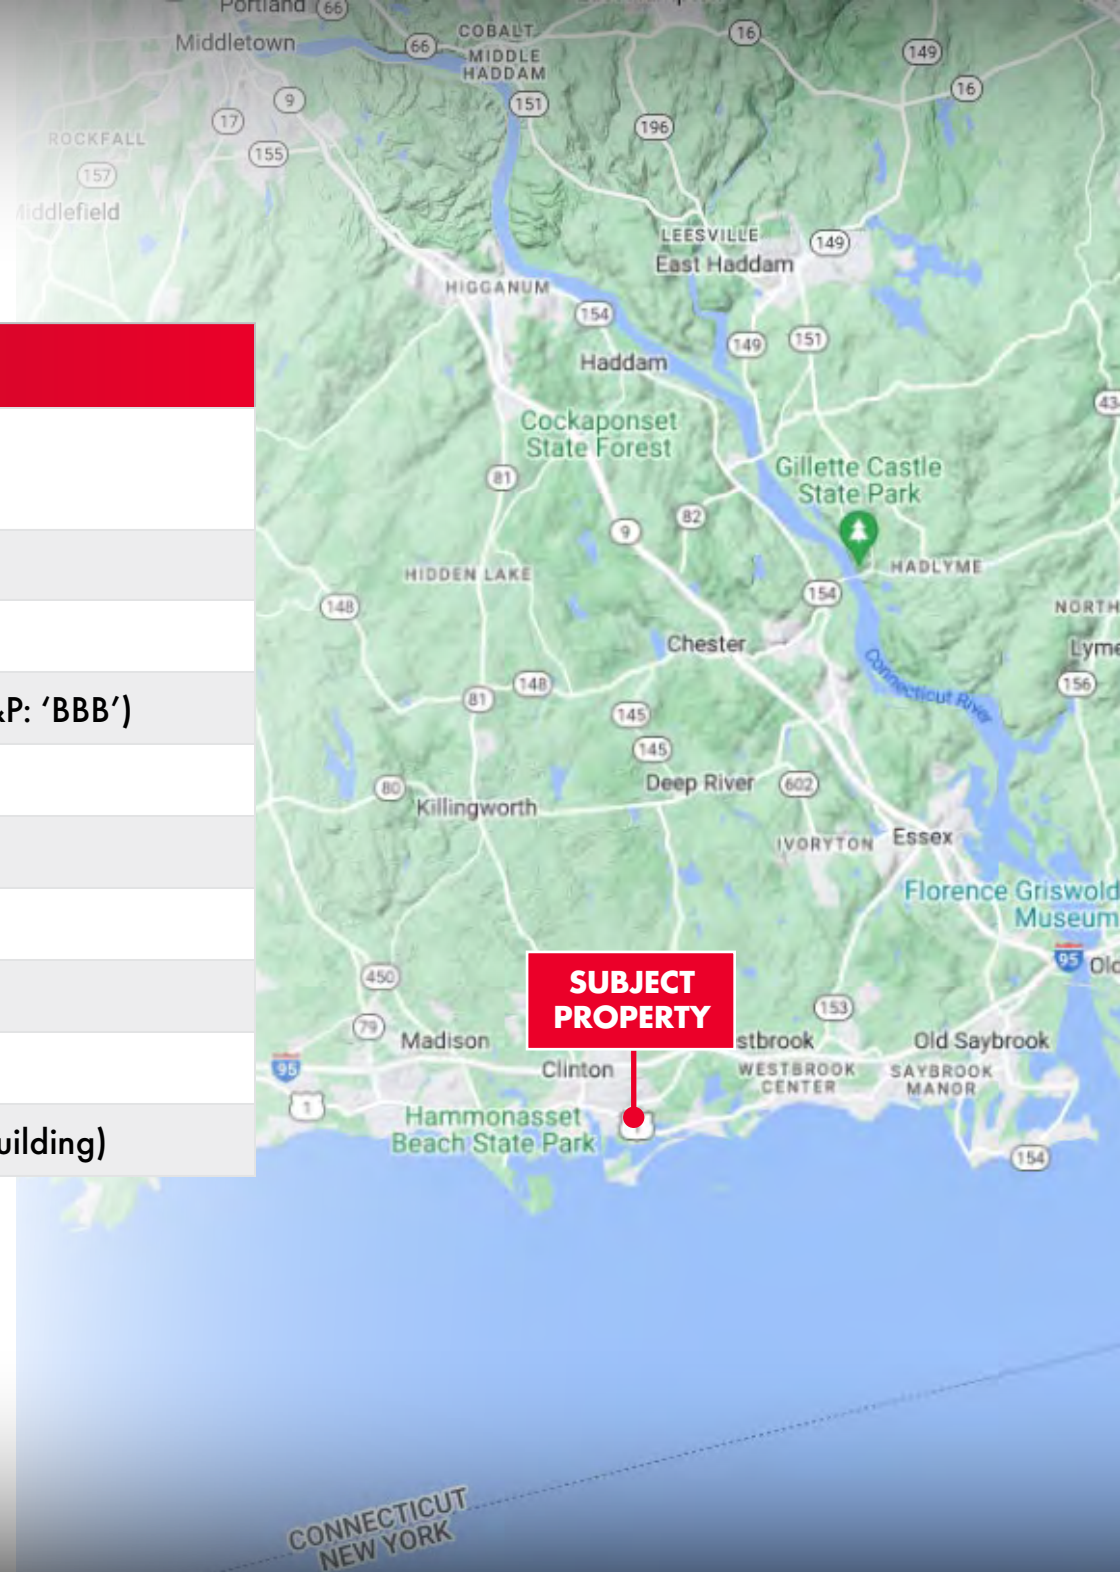 Portland
66
Middletown
66
COBALT
16
149
MIDDLE
HADDAM
16
9
151
17
196
ROCKFALL
155
157
Middlefield
LEESVILLE
149
East Haddam
HIGGANUM
154
149
151
Haddam
43
Cockaponset
State Forest
Gillette Castle
State Park
81
82
9
HADLYME
HIDDEN LAKE
154
148
NORTH
Chester
Lyme
Connecticut River
148
156
81
&P: ‘BBB’)
145
145
Deep River
602
80
Killingworth
IVORYTON
Essex
Florence Griswold
Museum
95
Old
SUBJECT
PROPERTY
450
153
79
Madison
stbrook
Old Saybrook
95
Clinton
WESTBROOK
CENTER
SAYBROOK
MANOR
1
Hammonasset
Beach State Park
uilding)
154
CONNECTICUT
NEW YORK